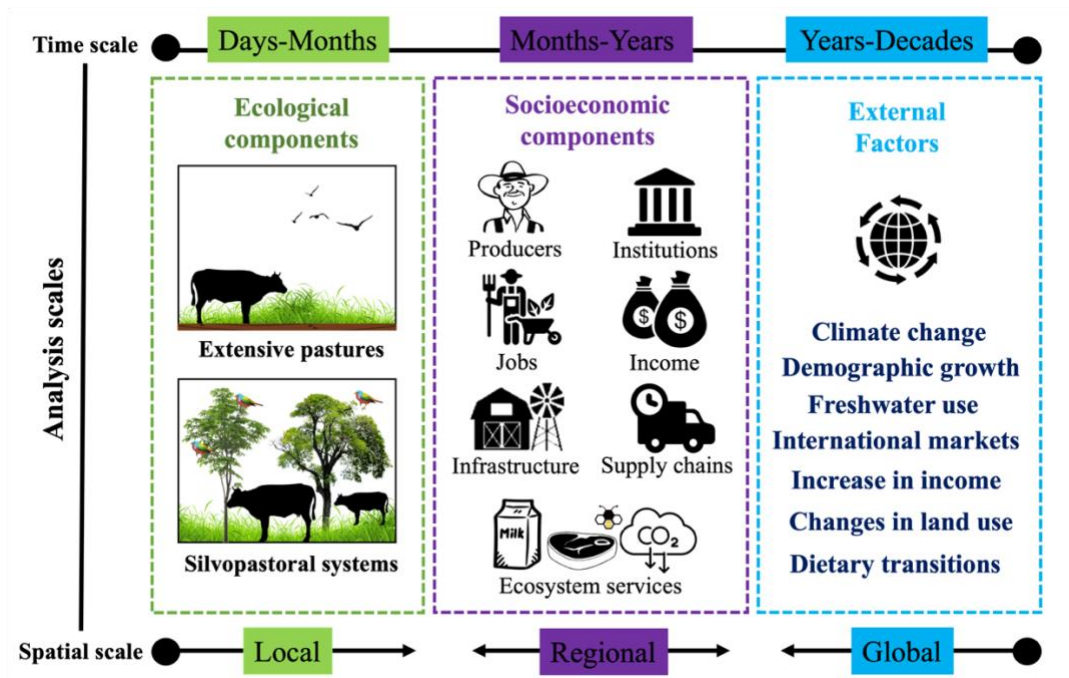 Time scale
Days-Months
Months-Years
Years-Decades
Analysis scales
Ecological
components
Extensive pastures
Silvopastoral systems
Socioeconomic
components
Producers
Institutions
$
$
Jobs
Income
Infrastructure
Supply chains
Milk
CO₂
Ecosystem services
External
Factors
Climate change
Demographic growth
Freshwater use
International markets
Increase in income
Changes in land use
Dietary transitions
Spatial scale
Local
Regional
Global